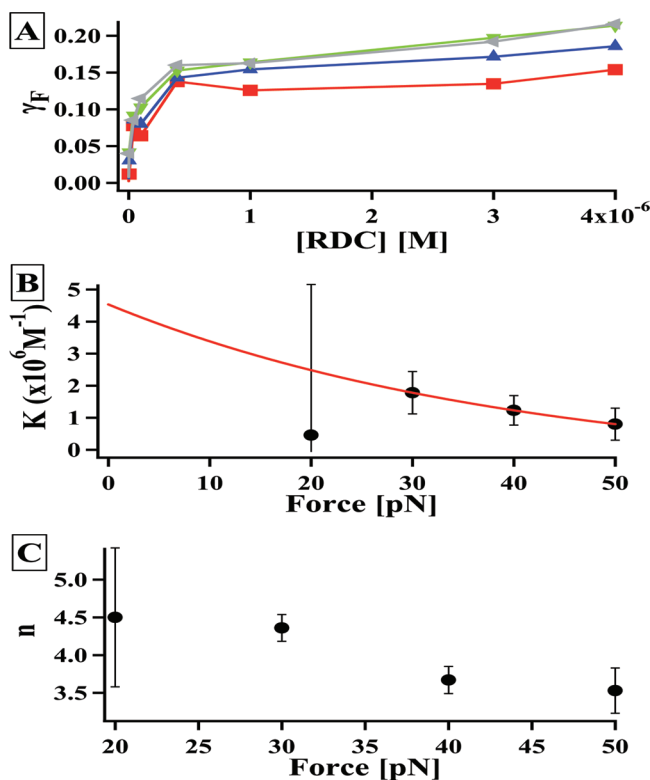 A
0.20
0.15
0.10
0.05
0.00
γF
0 1 2 3 4x10-6
[RDC] [M]
B
5
4
3
2
1
0
K (x10^6 M^-1)
0 10 20 30 40 50
Force [pN]
C
5.0
4.5
4.0
3.5
n
20 25 30 35 40 45 50
Force [pN]